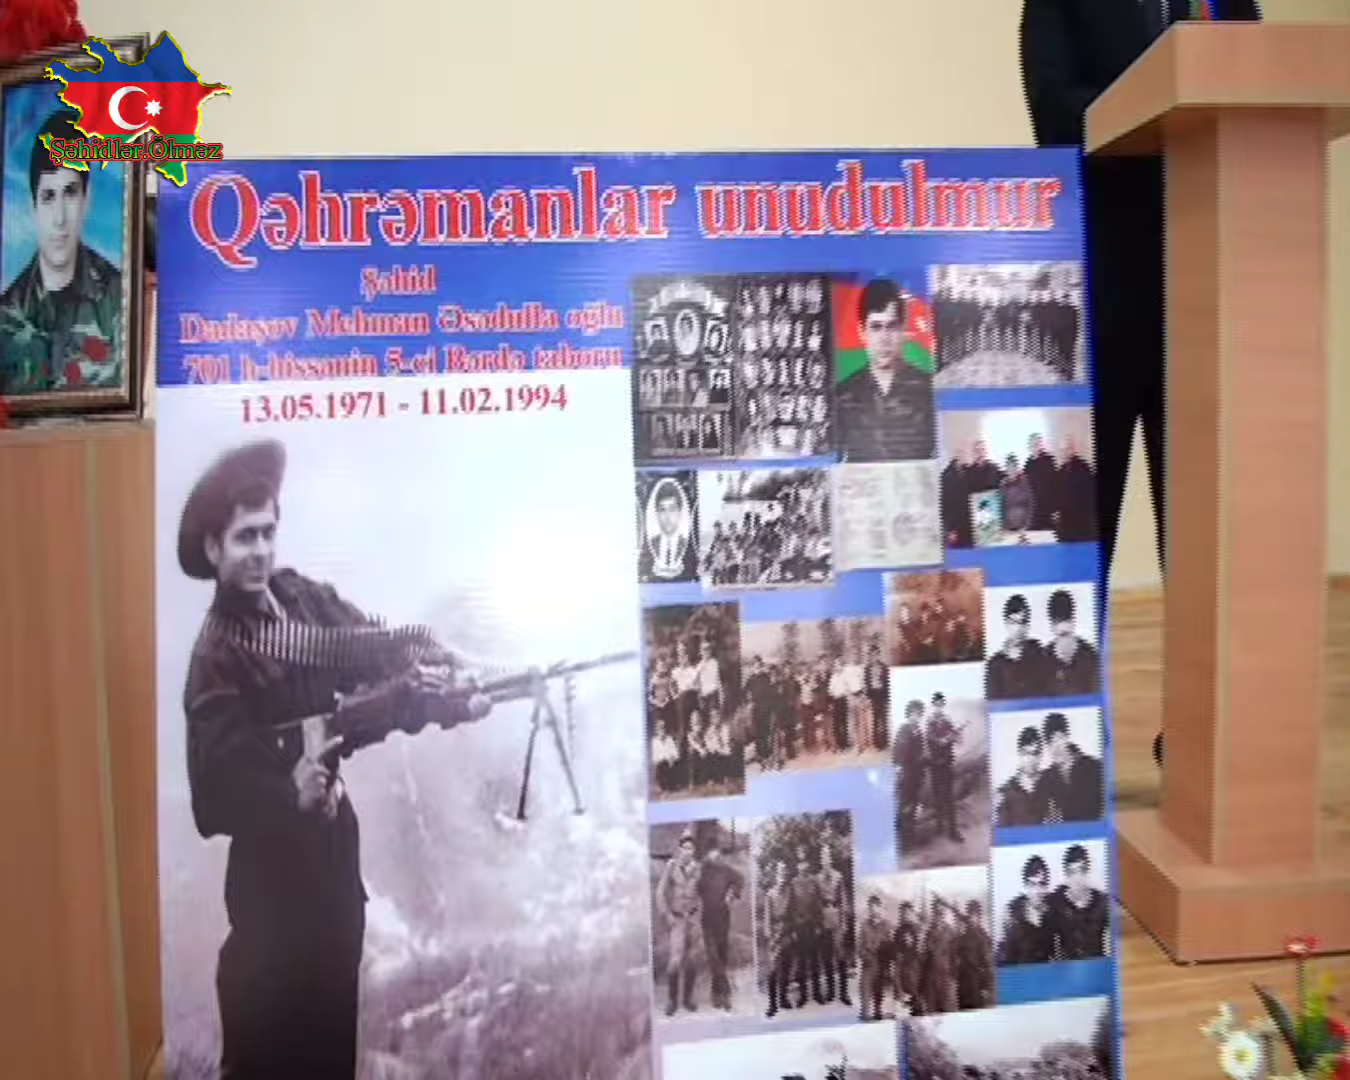 Şəhidlər.Ölməz
Qəhrəmanlar unudulmur
Şəhid
Dadaşov Mehman Əsədulla oğlu
701 h-hissənin 5-ci Bərdə taboru
13.05.1971 - 11.02.1994